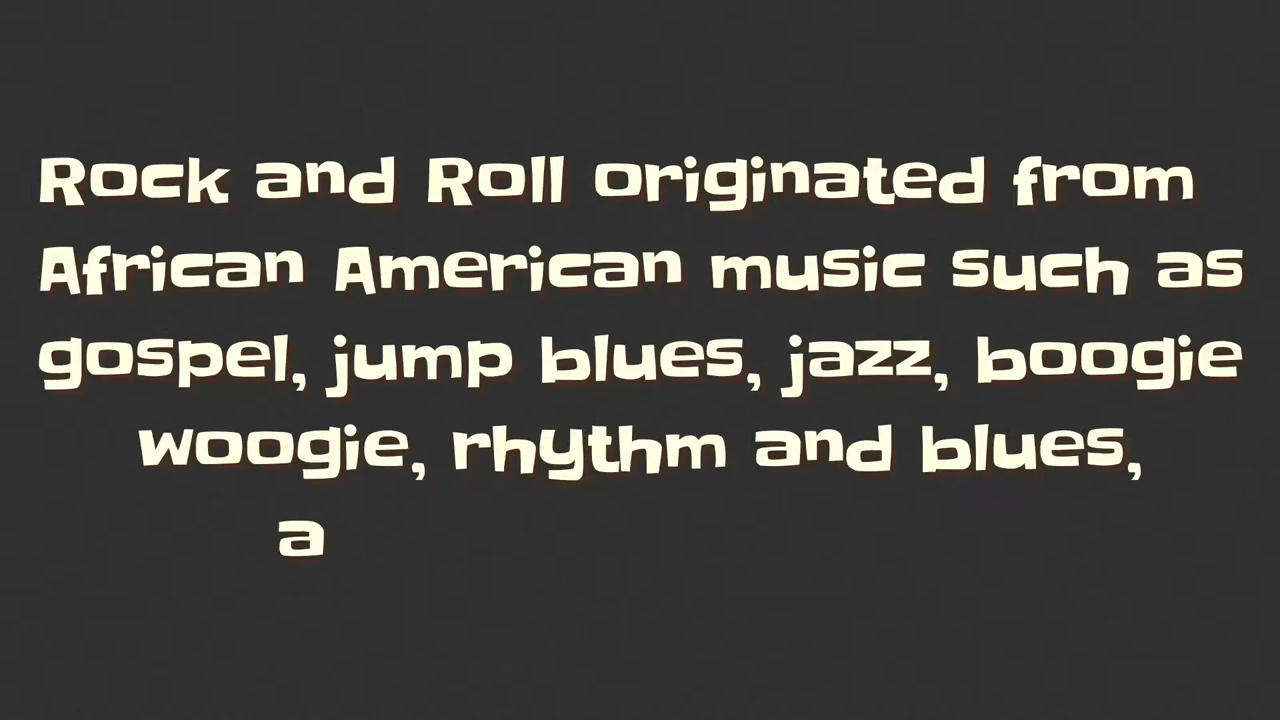 Rock and Roll originated from
African American music such as
gospel, jump blues, jazz, boogie
woogie, rhythm and blues,
a